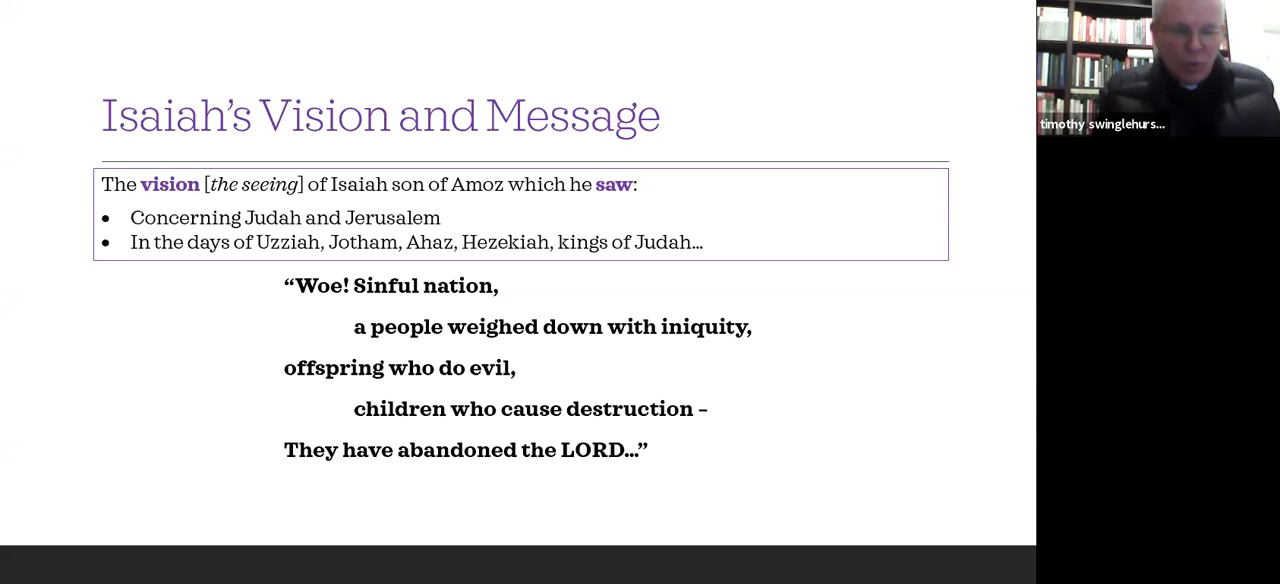 Isaiah’s Vision and Message
The vision [the seeing] of Isaiah son of Amoz which he saw:
• Concerning Judah and Jerusalem
• In the days of Uzziah, Jotham, Ahaz, Hezekiah, kings of Judah...
“Woe! Sinful nation,
a people weighed down with iniquity,
offspring who do evil,
children who cause destruction –
They have abandoned the LORD...”
timothy swinglehurs...